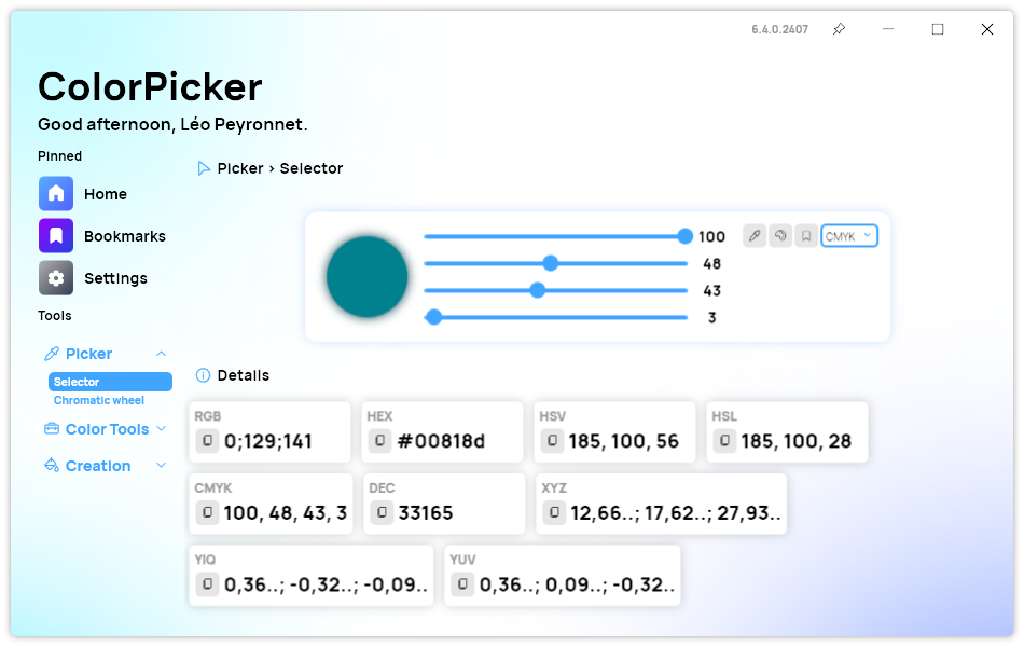 6.4.0.2407
ColorPicker
Good afternoon, Léo Peyronnet.
Pinned
Home
Bookmarks
Settings
Tools
Picker
Selector
Chromatic wheel
Color Tools
Creation
Picker > Selector
100
48
43
3
CMYK
Details
RGB
0;129;141
HEX
#00818d
HSV
185, 100, 56
HSL
185, 100, 28
CMYK
100, 48, 43, 3
DEC
33165
XYZ
12,66..; 17,62..; 27,93..
YIQ
0,36..; -0,32..; -0,09..
YUV
0,36..; 0,09..; -0,32..